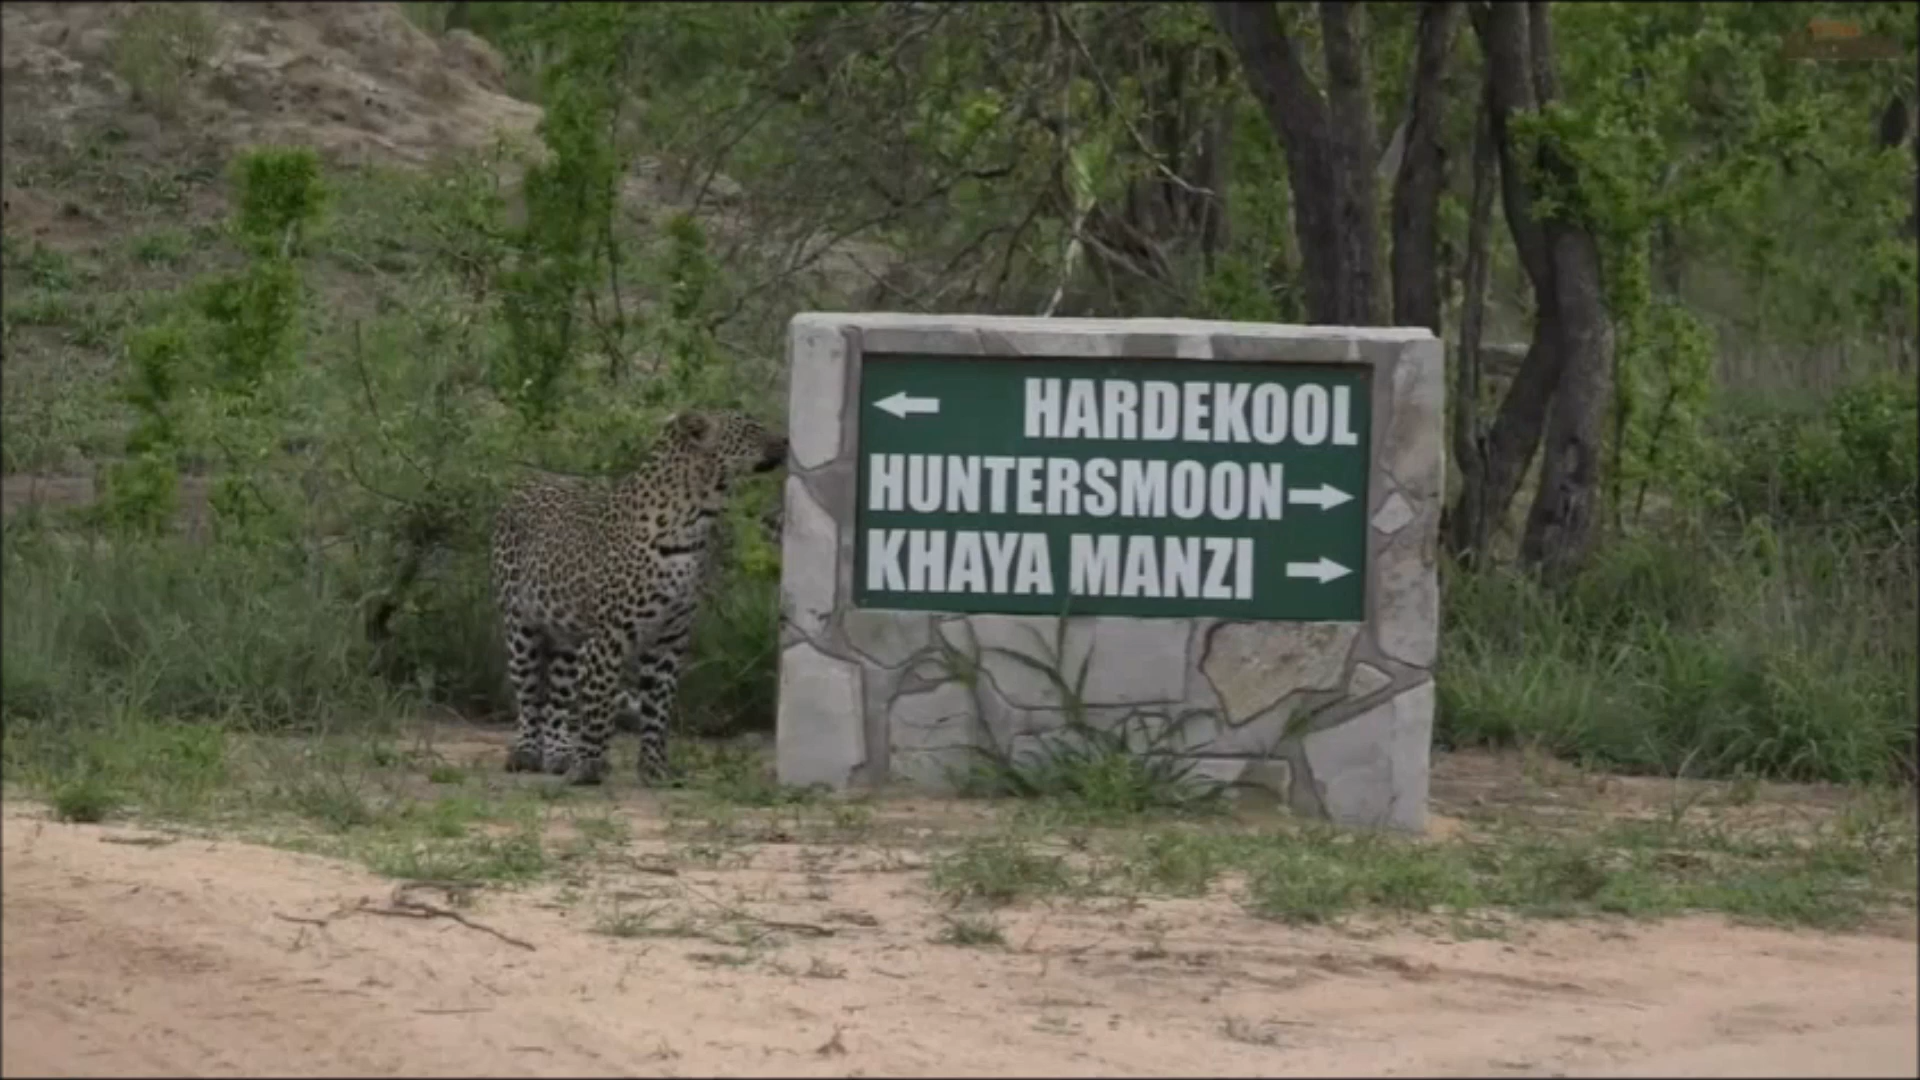 ← HARDEKOOL
HUNTERSMOON →
KHAYA MANZI →